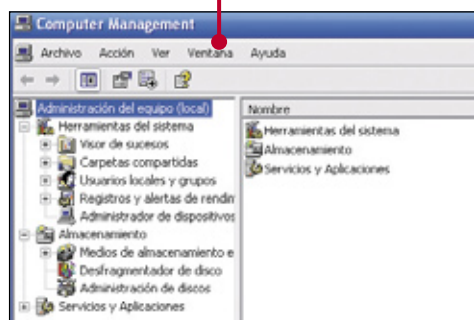 Computer Management
Archivo Acción Ver Ventana Ayuda
Administración del equipo (local)
Herramientas del sistema
Visor de sucesos
Carpetas compartidas
Usuarios locales y grupos
Registros y alertas de rendir
Administrador de dispositivos
Almacenamiento
Medios de almacenamiento e
Desfragmentador de disco
Administración de discos
Servicios y Aplicaciones
Nombre
Herramientas del sistema
Almacenamiento
Servicios y Aplicaciones